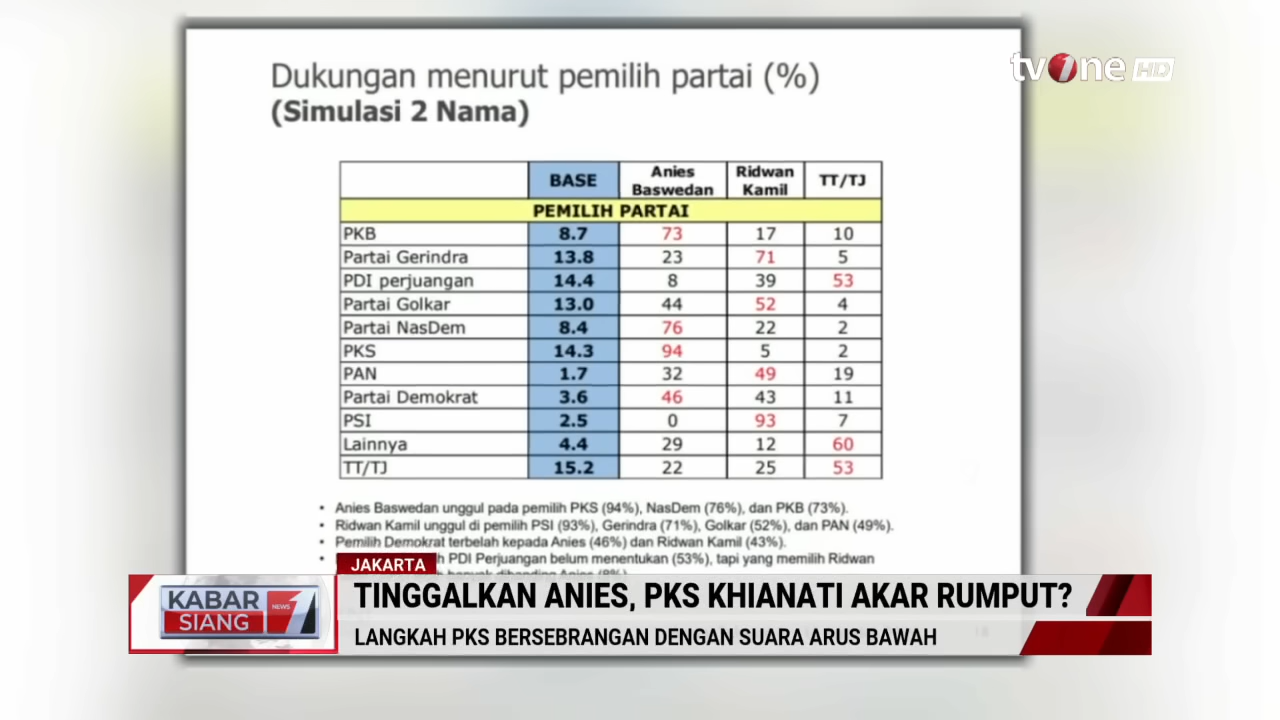 tvOne HD
Dukungan menurut pemilih partai (%)
(Simulasi 2 Nama)
BASE Anies Baswedan Ridwan Kamil TT/TJ
PEMILIH PARTAI
PKB 8.7 73 17 10
Partai Gerindra 13.8 23 71 5
PDI perjuangan 14.4 8 39 53
Partai Golkar 13.0 44 52 4
Partai NasDem 8.4 76 22 2
PKS 14.3 94 5 2
PAN 1.7 32 49 19
Partai Demokrat 3.6 46 43 11
PSI 2.5 0 93 7
Lainnya 4.4 29 12 60
TT/TJ 15.2 22 25 53
• Anies Baswedan unggul pada pemilih PKS (94%), NasDem (76%), dan PKB (73%).
• Ridwan Kamil unggul di pemilih PSI (93%), Gerindra (71%), Golkar (52%), dan PAN (49%).
• Pemilih Demokrat terbelah kepada Anies (46%) dan Ridwan Kamil (43%).
• PDI Perjuangan belum menentukan (53%), tapi yang memilih Ridwan
JAKARTA
KABAR SIANG NEWS 1
TINGGALKAN ANIES, PKS KHIANATI AKAR RUMPUT?
LANGKAH PKS BERSEBRANGAN DENGAN SUARA ARUS BAWAH